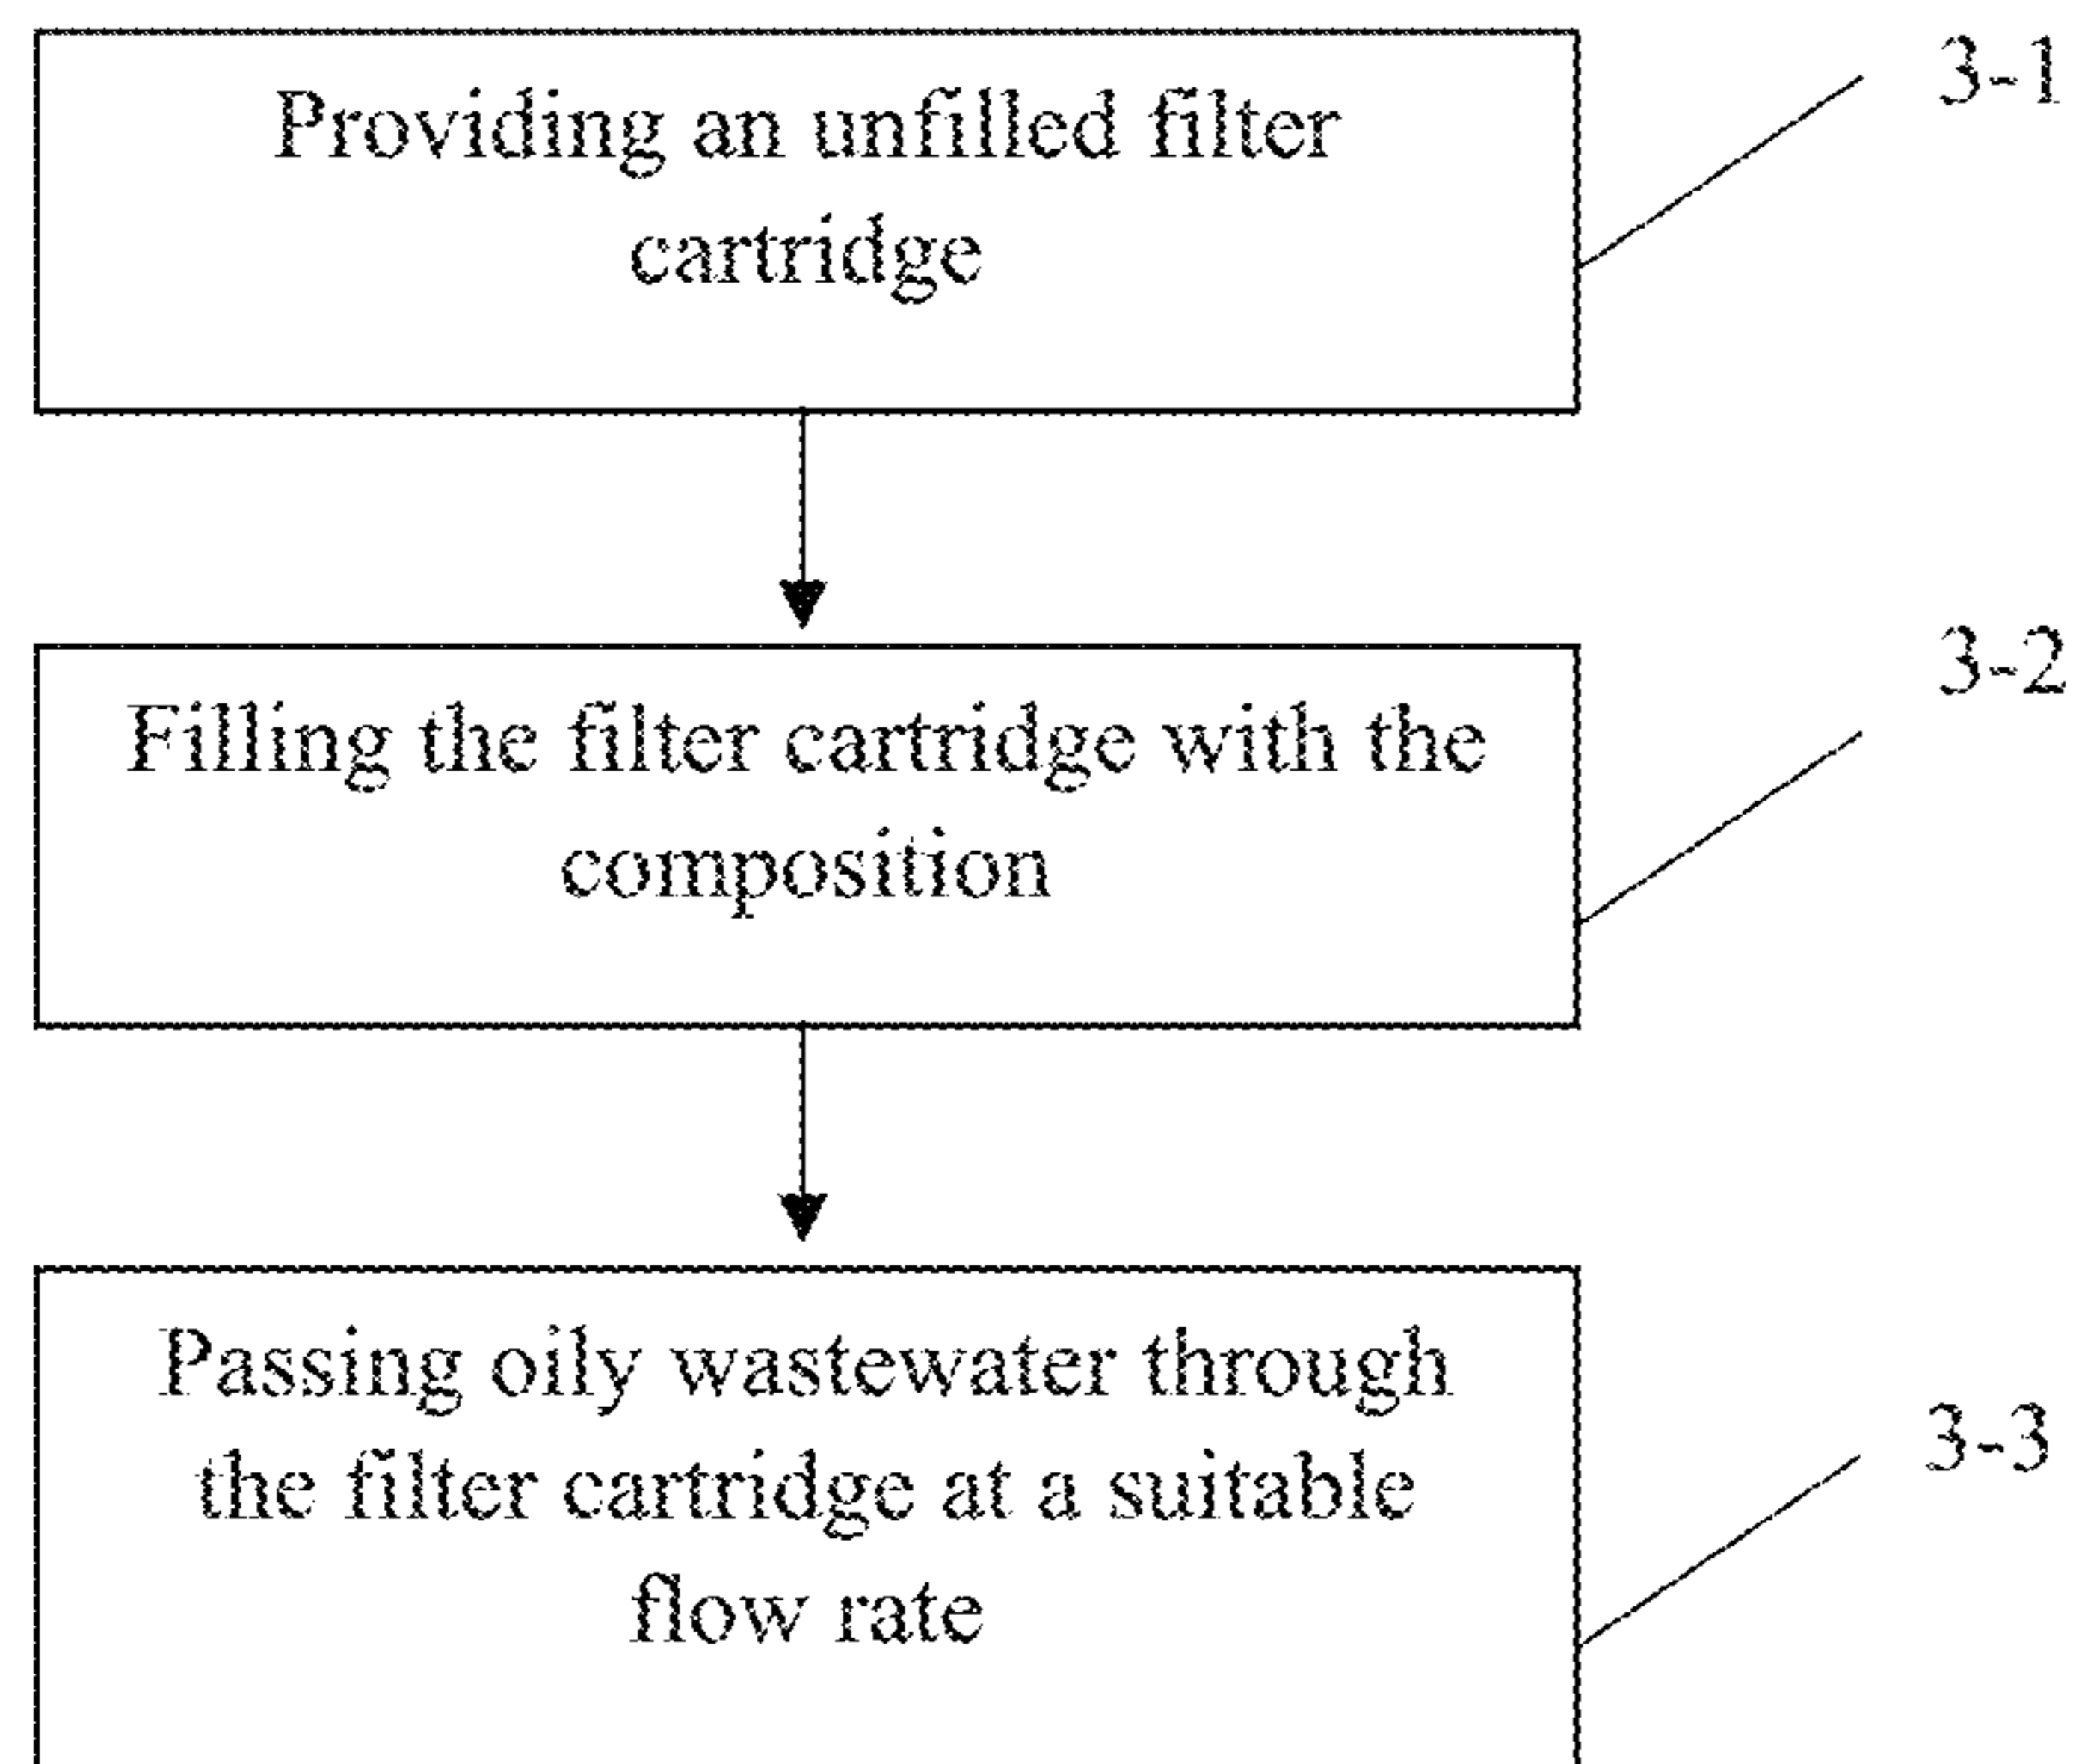 Providing an unfilled filter
cartridge
3-1
Filling the filter cartridge with the
composition
3-2
Passing oily wastewater through
the filter cartridge at a suitable
flow rate
3-3